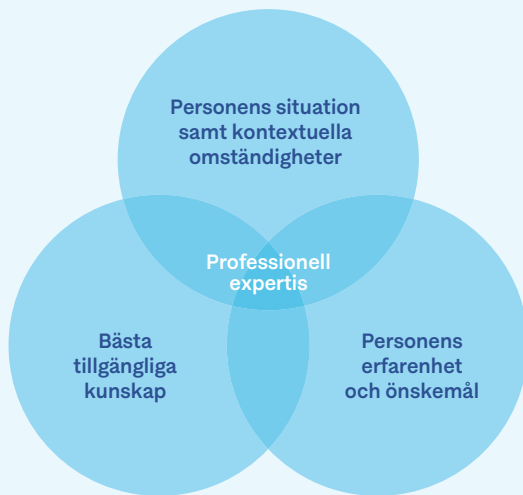 Personens situation
samt kontextuella
omständigheter
Professionell
expertis
Bästa
tillgängliga
kunskap
Personens
erfarenhet
och önskemål